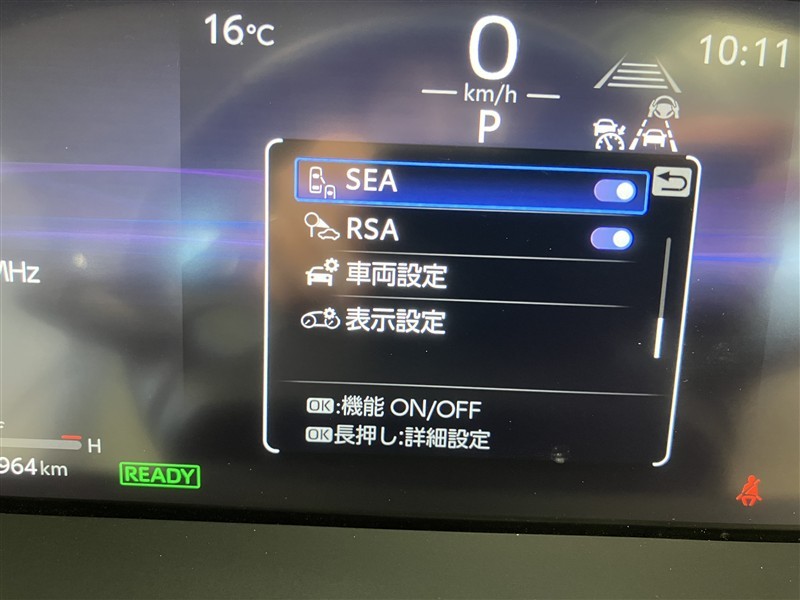 16°C
0
km/h
P
10:11
SEA
RSA
車両設定
表示設定
OK:機能 ON/OFF
OK長押し:詳細設定
MHz
H
964km
READY